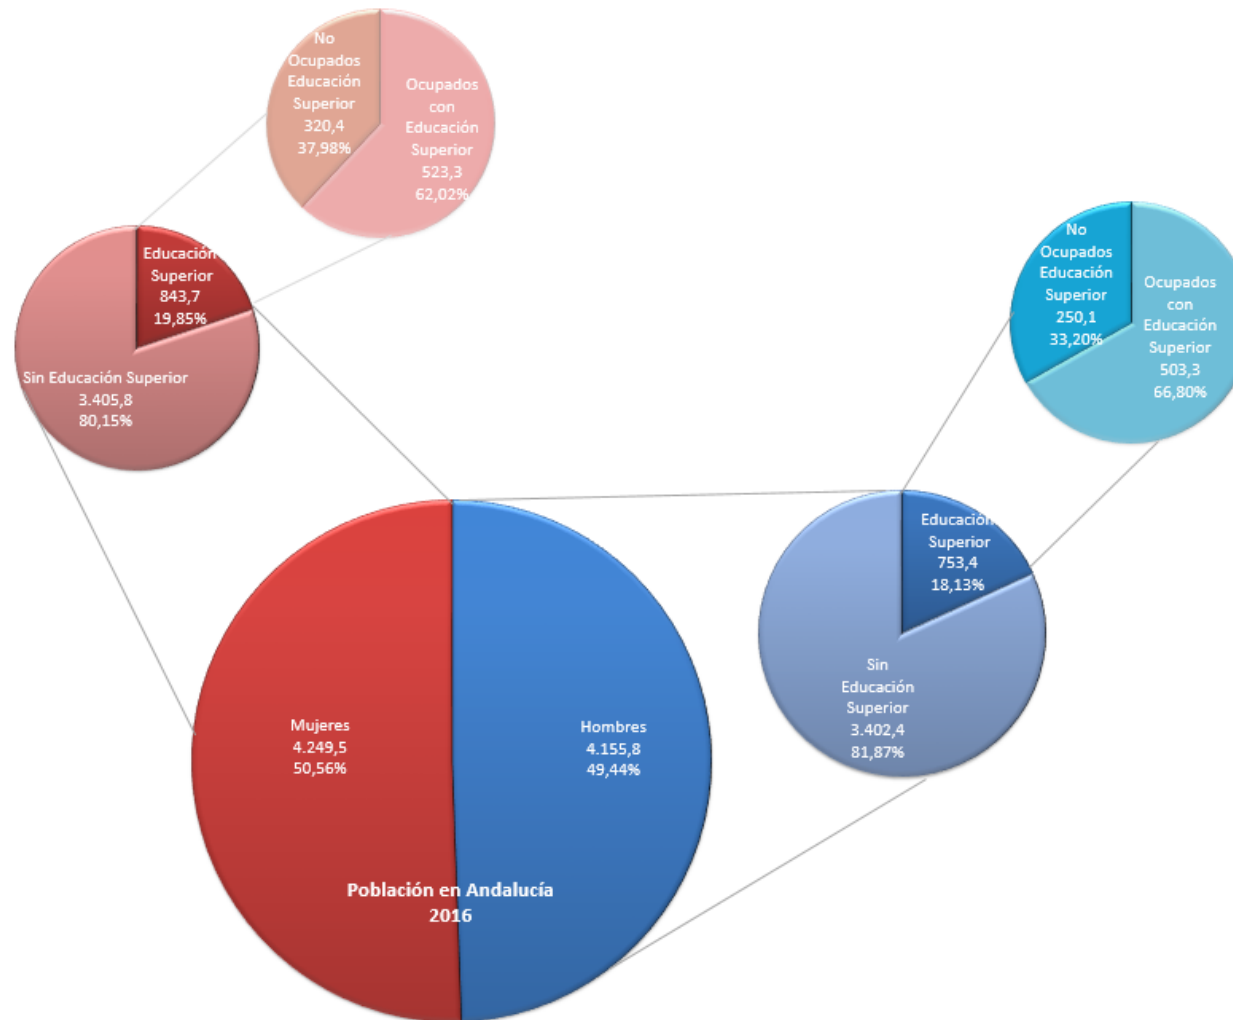 No
Ocupados
Educación
Superior
320,4
37,98%
Ocupados
con
Educación
Superior
523,3
62,02%
Educación
Superior
843,7
19,85%
Sin Educación Superior
3.405,8
80,15%
No
Ocupados
Educación
Superior
250,1
33,20%
Ocupados
con
Educación
Superior
503,3
66,80%
Educación
Superior
753,4
18,13%
Sin
Educación
Superior
3.402,4
81,87%
Mujeres
4.249,5
50,56%
Hombres
4.155,8
49,44%
Población en Andalucía
2016